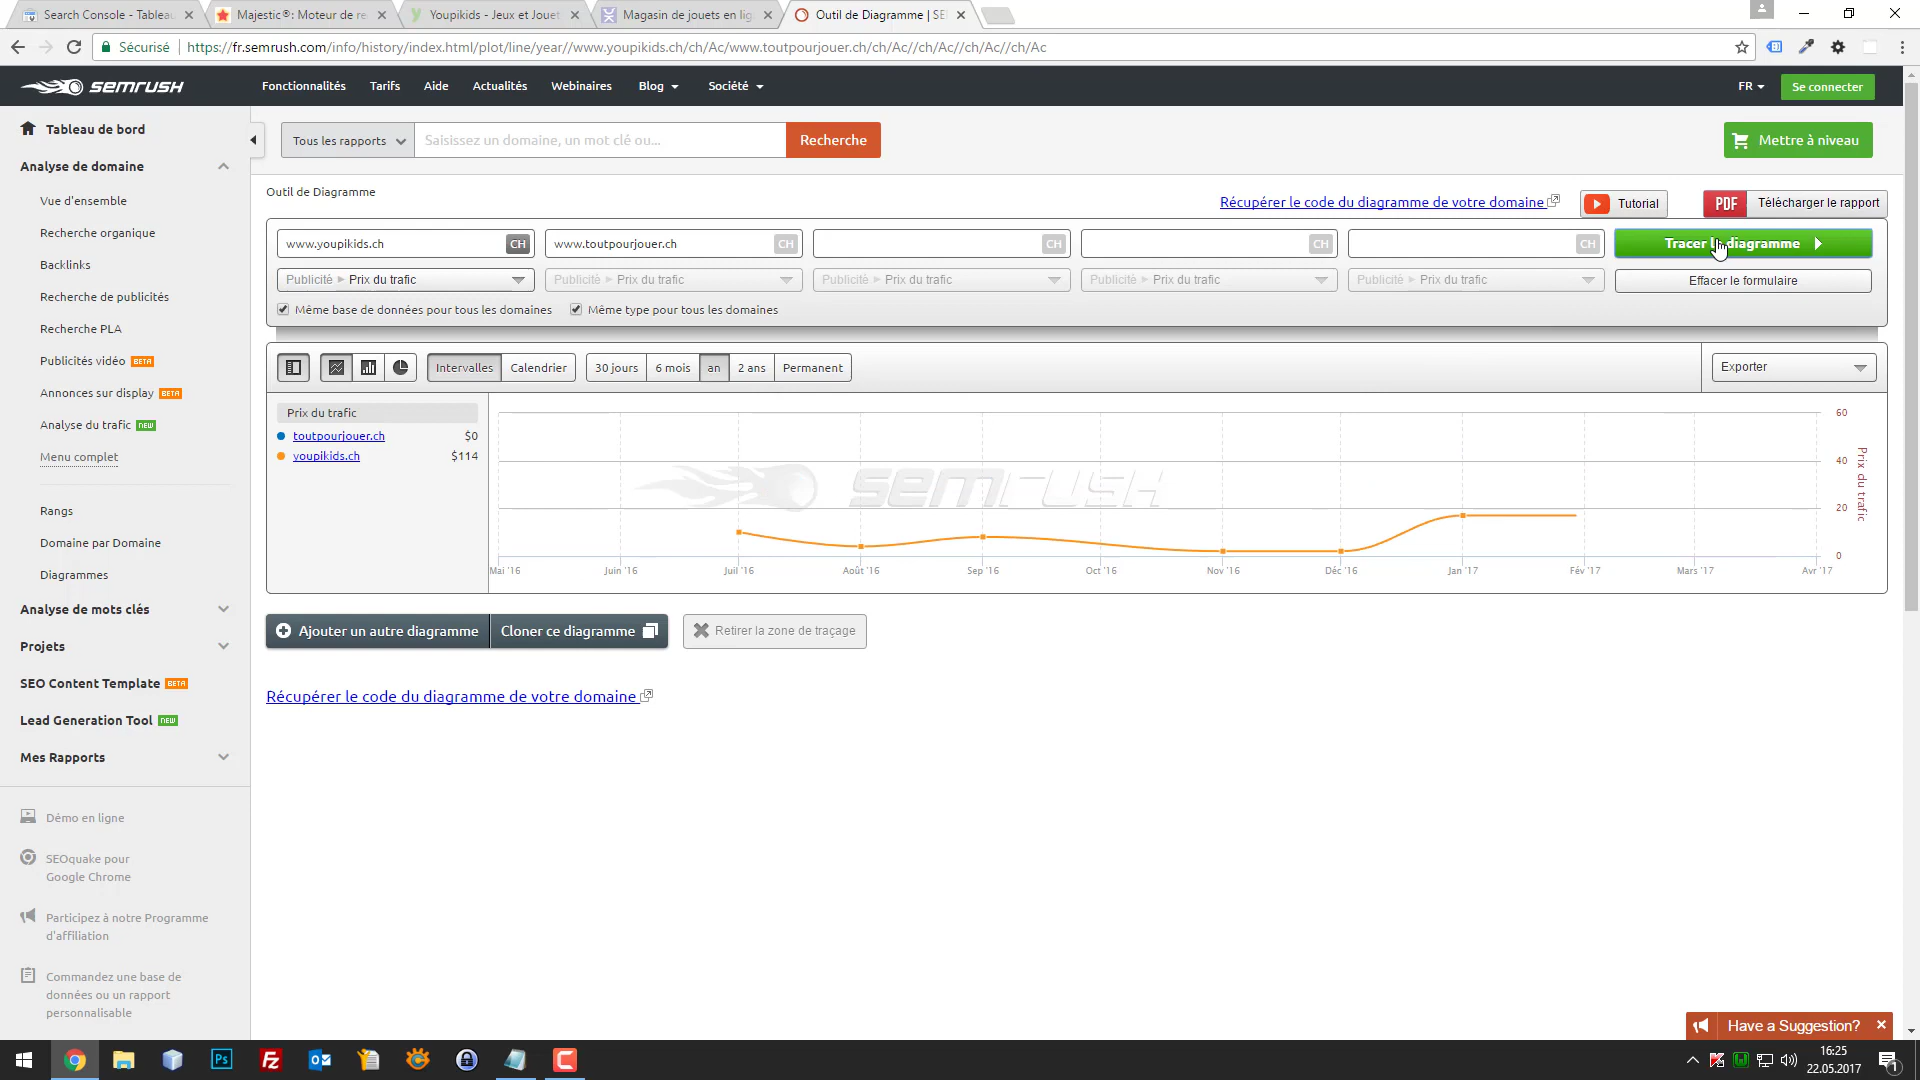 Search Console - Tableau
Majestic®: Moteur de re
Youpikids - Jeux et Jouet
Magasin de jouets en lig
Outil de Diagramme | SE
Sécurisé
https://fr.semrush.com/info/history/index.html/plot/line/year//www.youpikids.ch/ch/Ac/www.toutpourjouer.ch/ch/Ac//ch/Ac//ch/Ac//ch/Ac
semrush
Fonctionnalités
Tarifs
Aide
Actualités
Webinaires
Blog
Société
FR
Se connecter
Tableau de bord
Analyse de domaine
Vue d'ensemble
Recherche organique
Backlinks
Recherche de publicités
Recherche PLA
Publicités vidéo BETA
Annonces sur display BETA
Analyse du trafic NEW
Menu complet
Rangs
Domaine par Domaine
Diagrammes
Analyse de mots clés
Projets
SEO Content Template BETA
Lead Generation Tool NEW
Mes Rapports
Démo en ligne
SEOquake pour
Google Chrome
Participez à notre Programme
d'affiliation
Commandez une base de
données ou un rapport
personnalisable
Tous les rapports
Saisissez un domaine, un mot clé ou...
Recherche
Mettre à niveau
Outil de Diagramme
Récupérer le code du diagramme de votre domaine
Tutorial
PDF Télécharger le rapport
www.youpikids.ch CH
www.toutpourjouer.ch CH
CH
CH
CH
Tracer le diagramme
Publicité Prix du trafic
Publicité Prix du trafic
Publicité Prix du trafic
Publicité Prix du trafic
Publicité Prix du trafic
Effacer le formulaire
Même base de données pour tous les domaines
Même type pour tous les domaines
Intervalles
Calendrier
30 jours
6 mois
an
2 ans
Permanent
Exporter
Prix du trafic
toutpourjouer.ch $0
youpikids.ch $114
semrush
60
40
20
0
Prix du trafic
Mai '16
Juin '16
Juil '16
Août '16
Sep '16
Oct '16
Nov '16
Déc '16
Jan '17
Fév '17
Mars '17
Avr '17
Ajouter un autre diagramme
Cloner ce diagramme
Retirer la zone de traçage
Récupérer le code du diagramme de votre domaine
Have a Suggestion?
Ps
16:25
22.05.2017
1